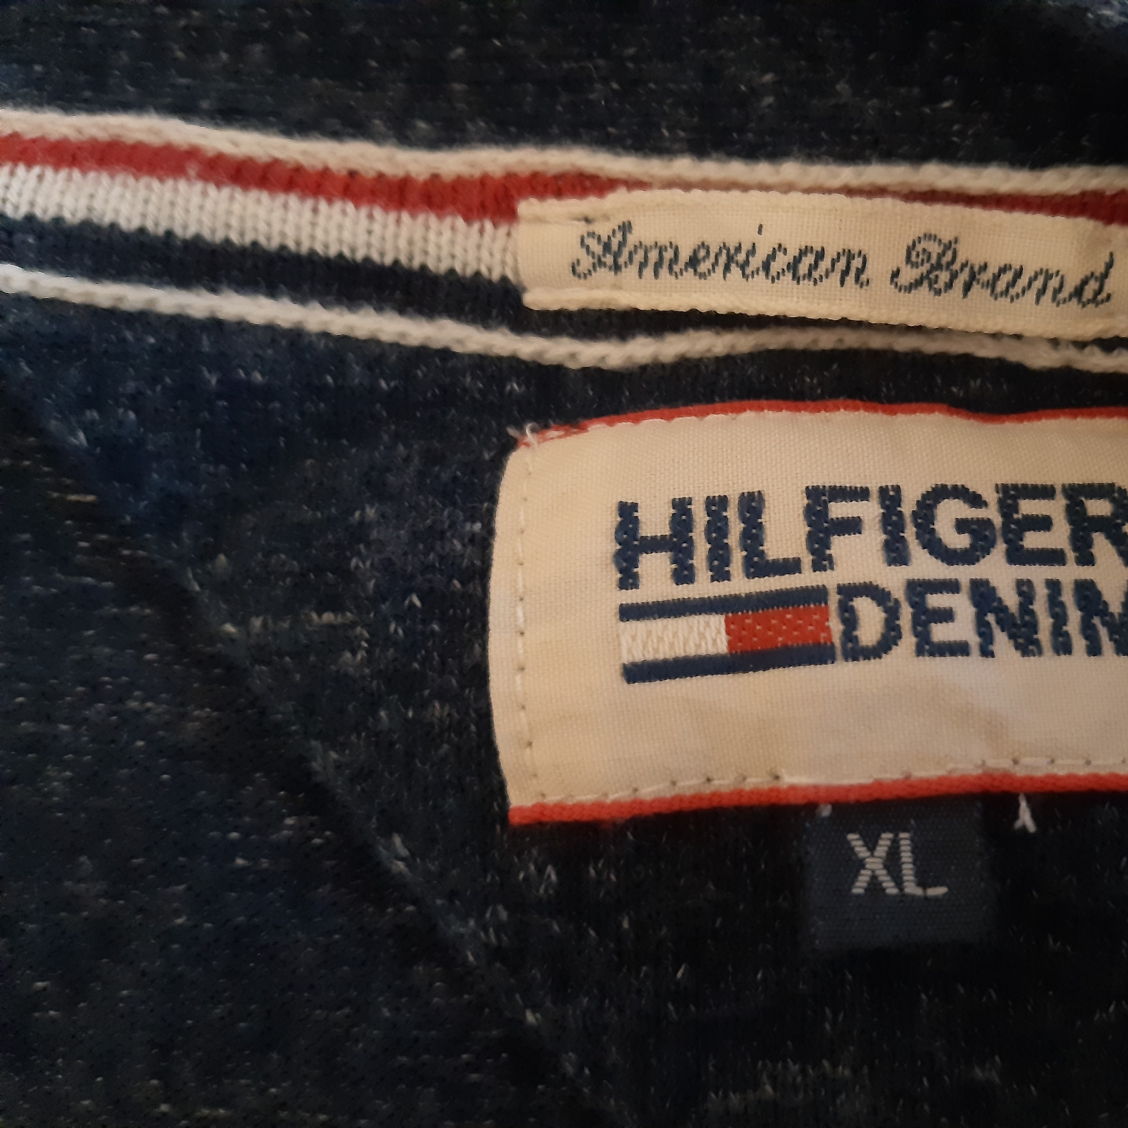 American Brand
HILFIGER
DENIM
XL